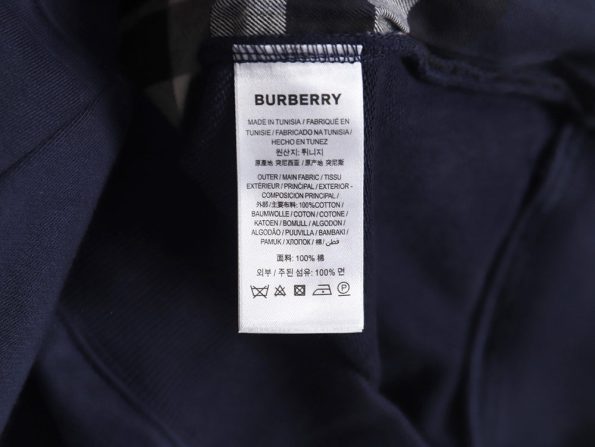 BURBERRY
MADE IN TUNISIA / FABRIQUÉ EN
TUNISIE / FABRICADO NA TUNISIA /
HECHO EN TUNEZ
원산지: 튀니지
原產地 突尼西亞 / 原产地 突尼斯
OUTER / MAIN FABRIC / TISSU
EXTÉRIEUR / PRINCIPAL / EXTERIOR -
COMPOSICION PRINCIPAL /
外部 / 主要布料: 100% COTTON /
BAUMWOLLE / COTON / COTONE /
KATOEN / BOMULL / ALGODON /
ALGODÃO / PUUVILLA / BAMBAKI /
PAMUK / ХЛОПОК / 棉 / قطن /
面料: 100% 棉
외부 / 주된 섬유: 100% 면
P